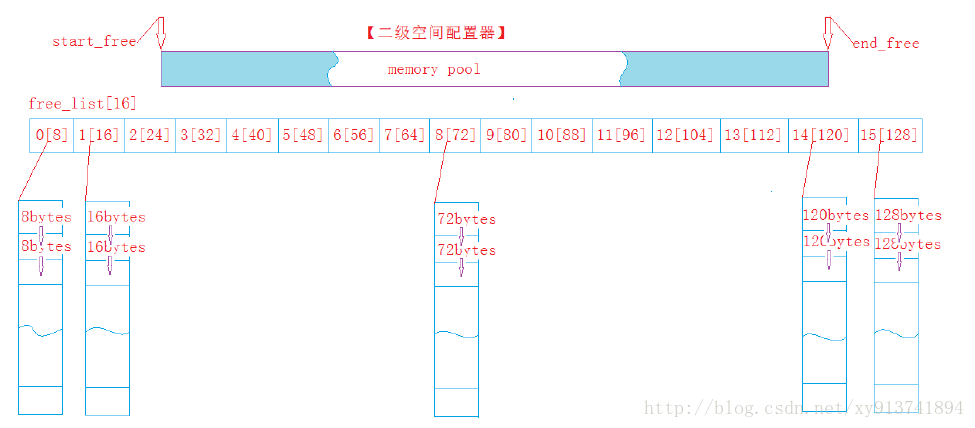 【二级空间配置器】
start_free
end_free
memory pool
free_list[16]
0[8] 1[16] 2[24] 3[32] 4[40] 5[48] 6[56] 7[64] 8[72] 9[80] 10[88] 11[96] 12[104] 13[112] 14[120] 15[128]
8bytes 16bytes 72bytes 120bytes 128bytes
8bytes 16bytes 72bytes 120bytes 128bytes
http://blog.csdn.net/xy913741894